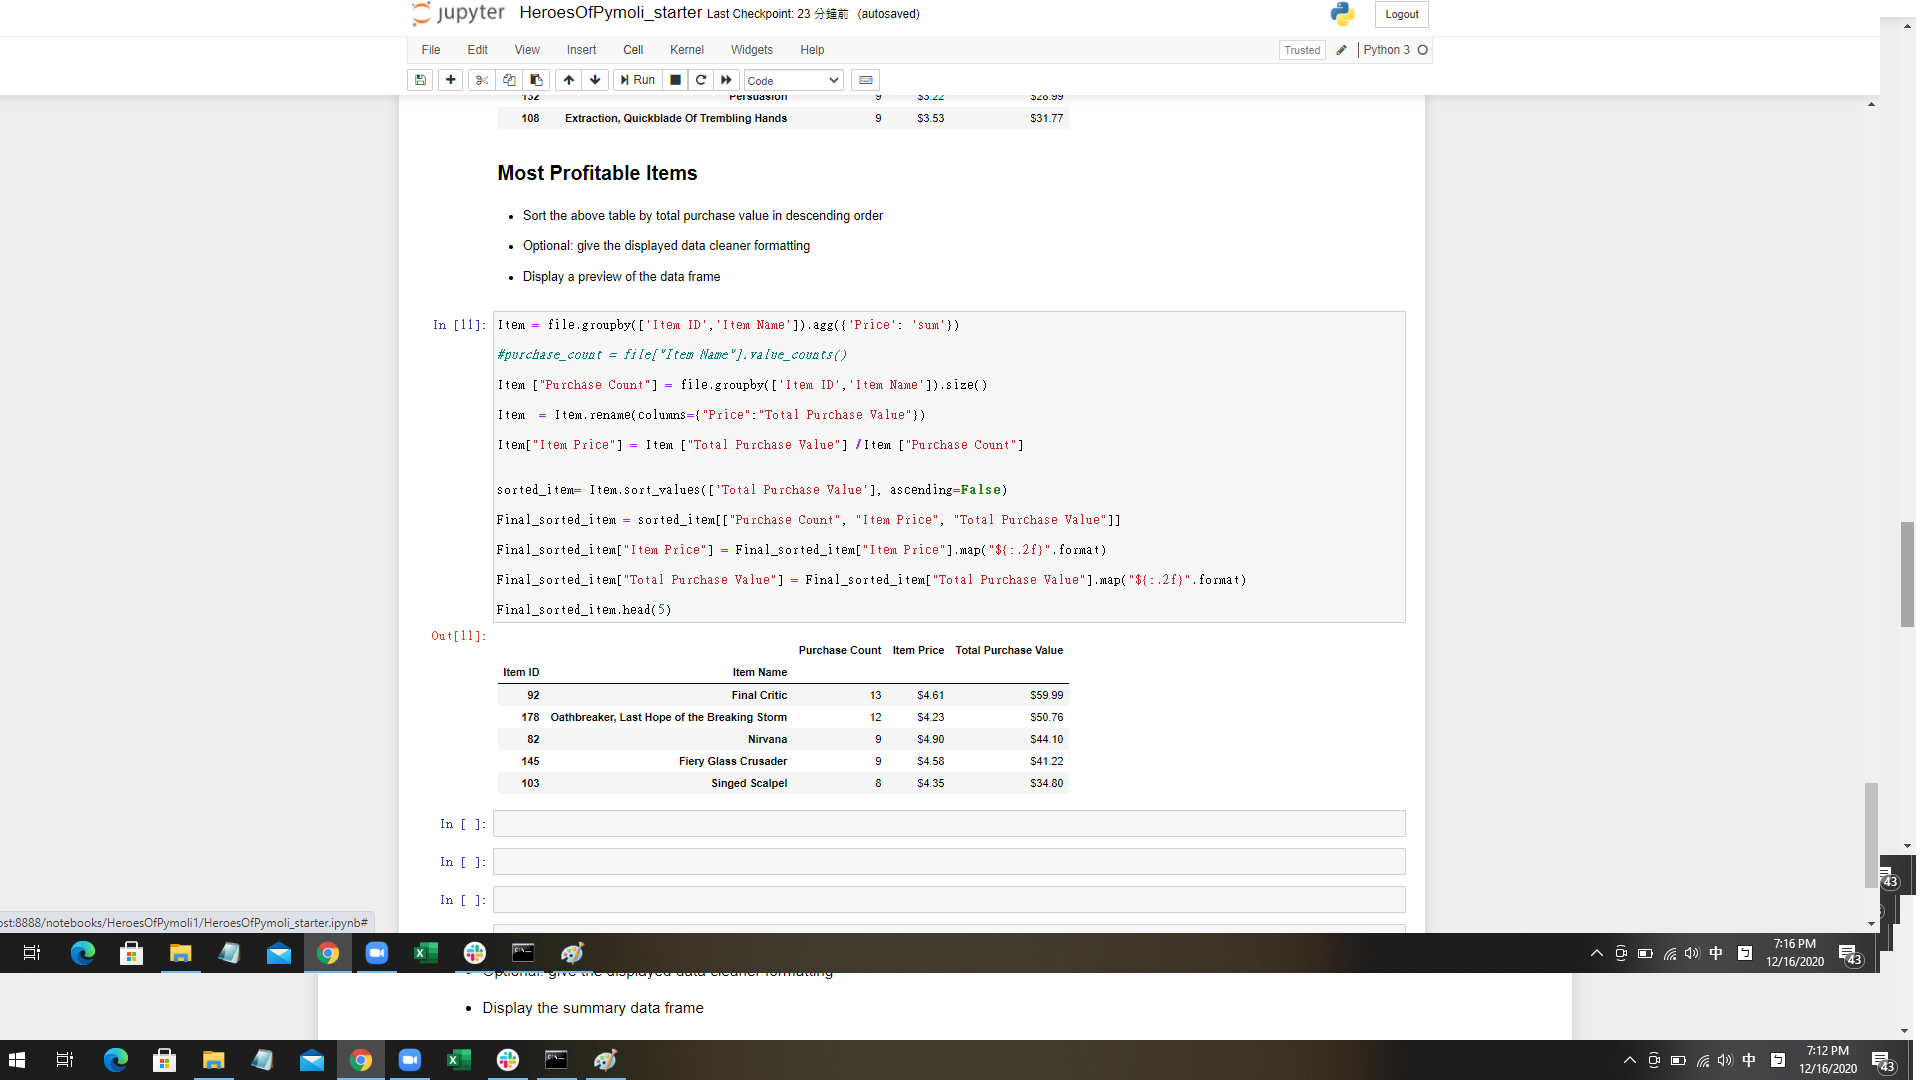 jupyter HeroesOfPymoli_starter Last Checkpoint: 23 分鐘前 (autosaved)
Logout
File Edit View Insert Cell Kernel Widgets Help
Trusted Python 3
Run Code
132 Persuasion 9 $3.22 $28.99
108 Extraction, Quickblade Of Trembling Hands 9 $3.53 $31.77
Most Profitable Items
• Sort the above table by total purchase value in descending order
• Optional: give the displayed data cleaner formatting
• Display a preview of the data frame
In [11]: Item = file.groupby(['Item ID','Item Name']).agg({'Price': 'sum'})
#purchase_count = file["Item Name"].value_counts()
Item ["Purchase Count"] = file.groupby(['Item ID','Item Name']).size()
Item  = Item.rename(columns={"Price":"Total Purchase Value"})
Item["Item Price"] = Item ["Total Purchase Value"] /Item ["Purchase Count"]
sorted_item= Item.sort_values(['Total Purchase Value'], ascending=False)
Final_sorted_item = sorted_item[["Purchase Count", "Item Price", "Total Purchase Value"]]
Final_sorted_item["Item Price"] = Final_sorted_item["Item Price"].map("${:.2f}".format)
Final_sorted_item["Total Purchase Value"] = Final_sorted_item["Total Purchase Value"].map("${:.2f}".format)
Final_sorted_item.head(5)
Out[11]:
Purchase Count Item Price Total Purchase Value
Item ID Item Name
92 Final Critic 13 $4.61 $59.99
178 Oathbreaker, Last Hope of the Breaking Storm 12 $4.23 $50.76
82 Nirvana 9 $4.90 $44.10
145 Fiery Glass Crusader 9 $4.58 $41.22
103 Singed Scalpel 8 $4.35 $34.80
In [ ]:
In [ ]:
In [ ]:
43
ost:8888/notebooks/HeroesOfPymoli1/HeroesOfPymoli_starter.ipynb#
中 7:16 PM
12/16/2020 43
• Optional: give the displayed data cleaner formatting
• Display the summary data frame
中 7:12 PM
12/16/2020 43